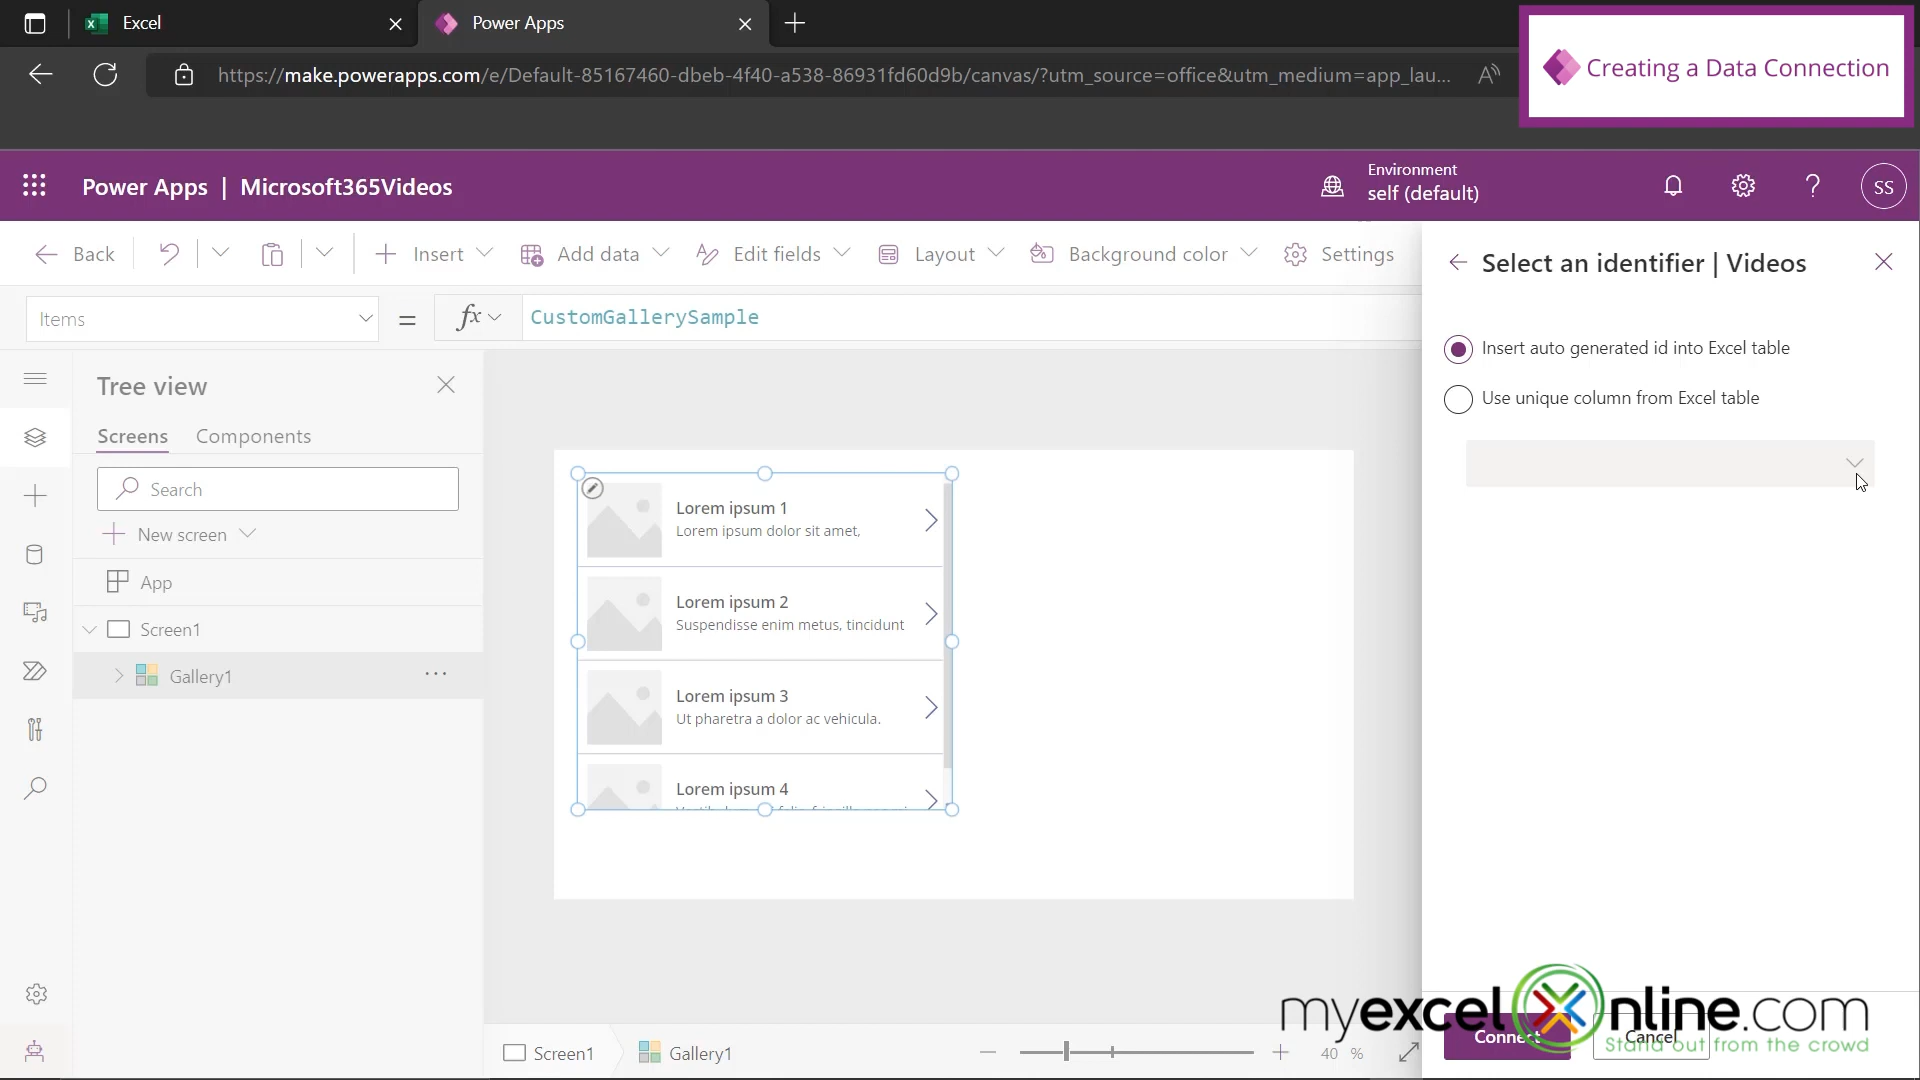 Excel
Power Apps
https://make.powerapps.com/e/Default-85167460-dbeb-4f40-a538-86931fd60d9b/canvas/?utm_source=office&utm_medium=app_lau...
Creating a Data Connection
Power Apps | Microsoft365Videos
Environment
self (default)
SS
Back
Insert
Add data
Edit fields
Layout
Background color
Settings
Items
=
fx
CustomGallerySample
Select an identifier | Videos
Insert auto generated id into Excel table
Use unique column from Excel table
Tree view
Screens
Components
Search
New screen
App
Screen1
Gallery1
Lorem ipsum 1
Lorem ipsum dolor sit amet,
Lorem ipsum 2
Suspendisse enim metus, tincidunt
Lorem ipsum 3
Ut pharetra a dolor ac vehicula.
Lorem ipsum 4
Screen1
Gallery1
40 %
Connect
Cancel
myexcelonline.com
Stand out from the crowd